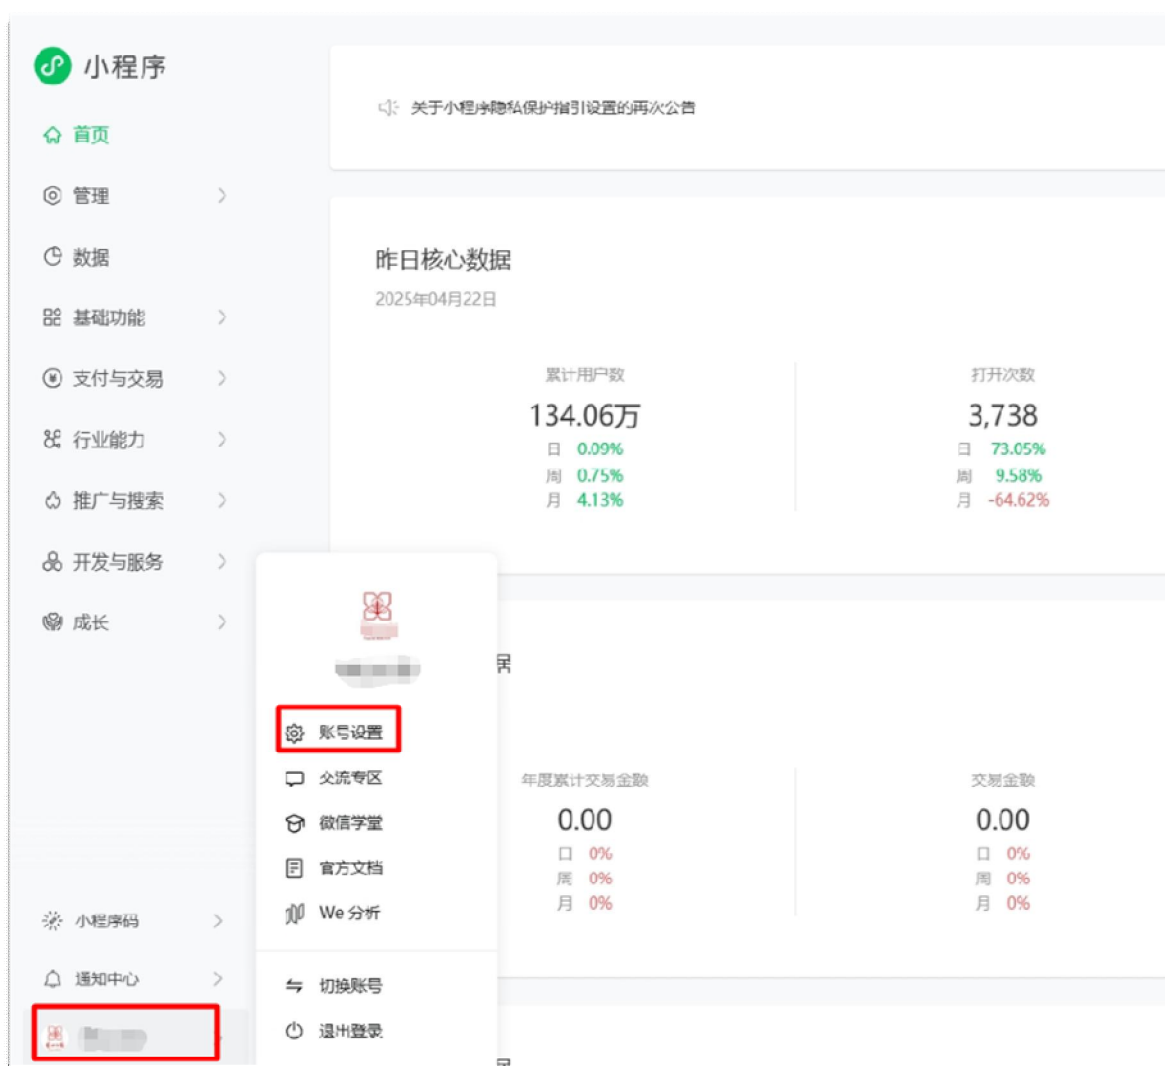 小程序
首页
管理
数据
基础功能
支付与交易
行业能力
推广与搜索
开发与服务
成长
小程序码
通知中心
关于小程序隐私保护指引设置的再次公告
昨日核心数据
2025年04月22日
累计用户数
134.06万
日 0.09%
周 0.75%
月 4.13%
打开次数
3,738
日 73.05%
周 9.58%
月 -64.62%
账号设置
交流专区
微信学堂
官方文档
We 分析
切换账号
退出登录
年度累计交易金额
0.00
日 0%
周 0%
月 0%
交易金额
0.00
日 0%
周 0%
月 0%